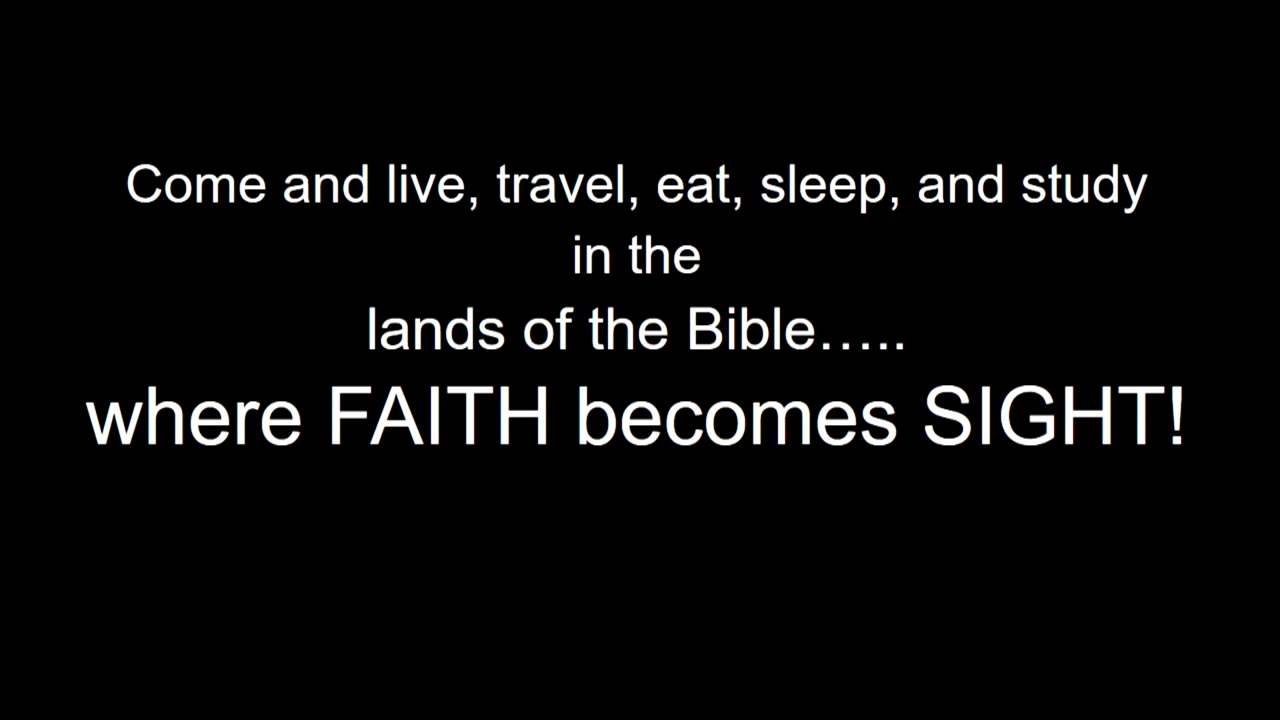 Come and live, travel, eat, sleep, and study
in the
lands of the Bible…..
where FAITH becomes SIGHT!